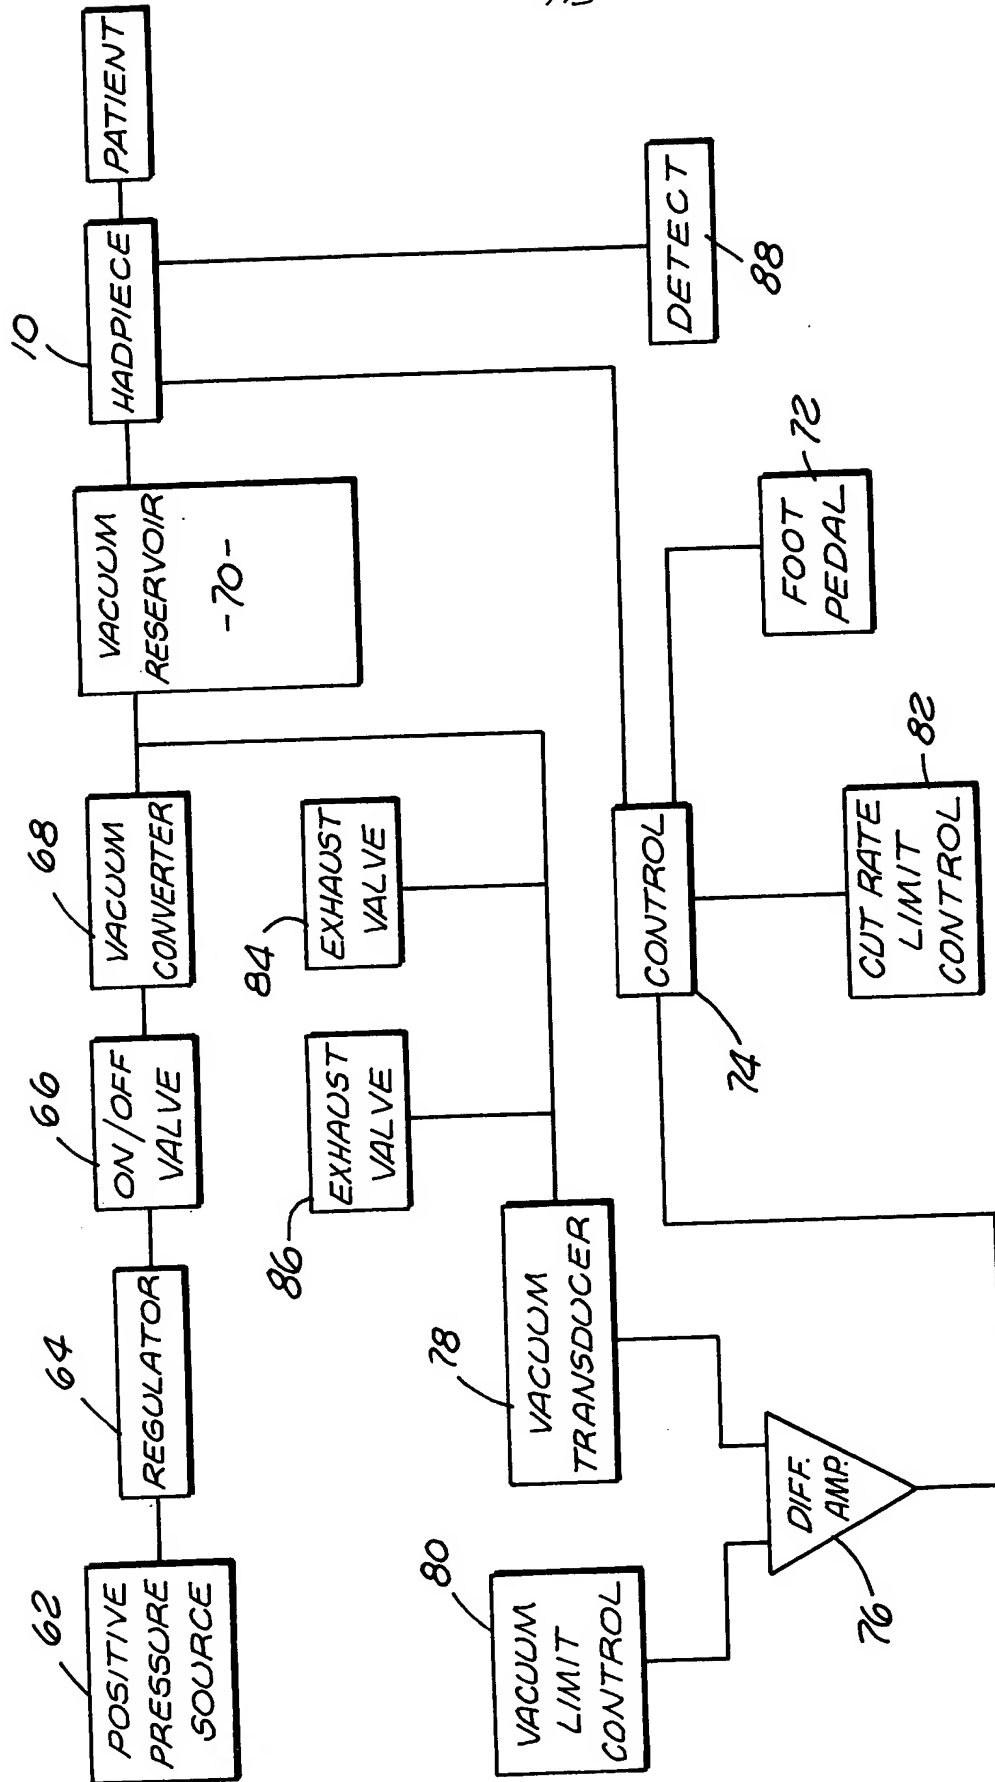 62
POSITIVE
PRESSURE
SOURCE
64
REGULATOR
66
ON/OFF
VALVE
68
VACUUM
CONVERTER
VACUUM
RESERVOIR
-70-
10
HADPIECE
PATIENT
86
EXHAUST
VALVE
84
EXHAUST
VALVE
80
VACUUM
LIMIT
CONTROL
78
VACUUM
TRANSDUCER
DIFF.
AMP.
76
CONTROL
74
CUT RATE
LIMIT
CONTROL
82
FOOT
PEDAL
72
DETECT
88